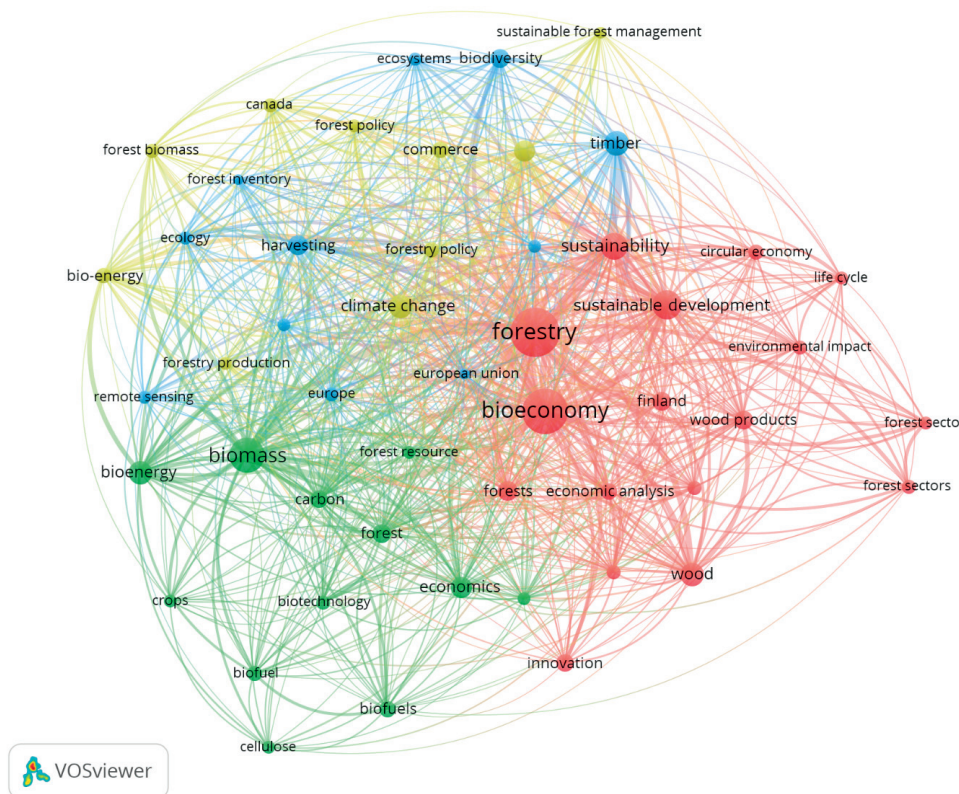 sustainable forest management
ecosystems
biodiversity
canada
forest policy
timber
forest biomass
commerce
forest inventory
ecology
harvesting
forestry policy
sustainability
circular economy
bio-energy
life cycle
climate change
sustainable development
forestry
environmental impact
forestry production
european union
remote sensing
europe
finland
wood products
bioeconomy
forest secto
biomass
forest resource
bioenergy
forests
economic analysis
forest sectors
carbon
forest
wood
economics
crops
biotechnology
innovation
biofuel
biofuels
cellulose
VOSviewer